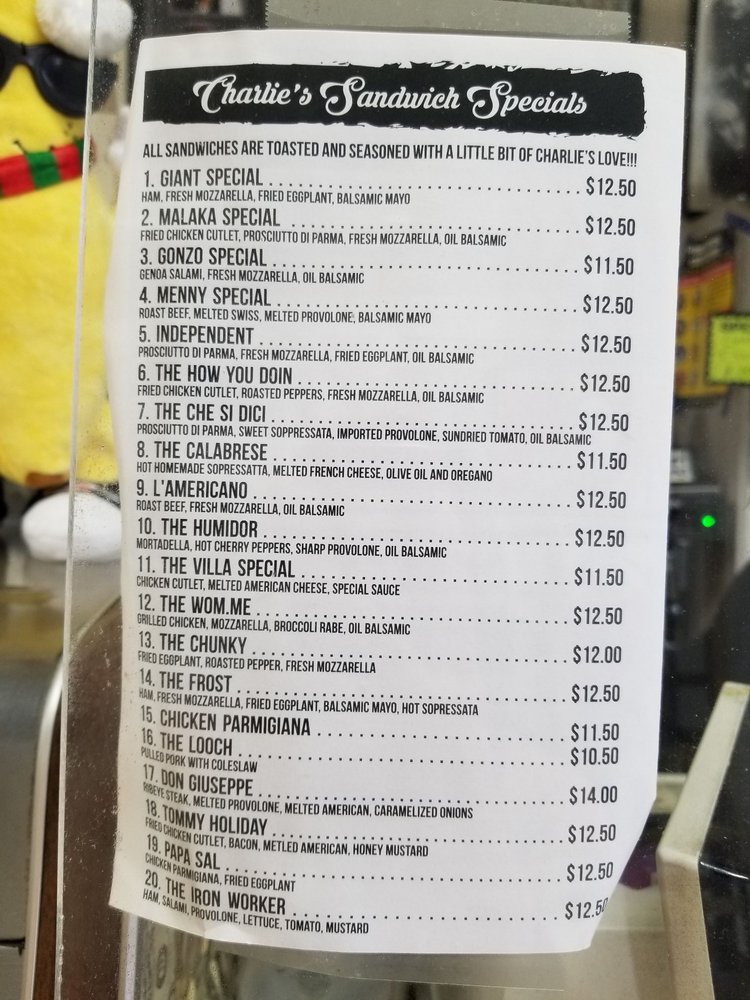 Charlie's Sandwich Specials
ALL SANDWICHES ARE TOASTED AND SEASONED WITH A LITTLE BIT OF CHARLIE'S LOVE!!!
1. GIANT SPECIAL $12.50
HAM, FRESH MOZZARELLA, FRIED EGGPLANT, BALSAMIC MAYO
2. MALAKA SPECIAL $12.50
FRIED CHICKEN CUTLET, PROSCIUTTO DI PARMA, FRESH MOZZARELLA, OIL BALSAMIC
3. GONZO SPECIAL $11.50
GENOA SALAMI, FRESH MOZZARELLA, OIL BALSAMIC
4. MENNY SPECIAL $12.50
ROAST BEEF, MELTED SWISS, MELTED PROVOLONE, BALSAMIC MAYO
5. INDEPENDENT $12.50
PROSCIUTTO DI PARMA, FRESH MOZZARELLA, FRIED EGGPLANT, OIL BALSAMIC
6. THE HOW YOU DOIN $12.50
FRIED CHICKEN CUTLET, ROASTED PEPPERS, FRESH MOZZARELLA, OIL BALSAMIC
7. THE CHE SI DICI $12.50
PROSCIUTTO DI PARMA, SWEET SOPPRESSATA, IMPORTED PROVOLONE, SUNDRIED TOMATO, OIL BALSAMIC
8. THE CALABRESE $11.50
HOT HOMEMADE SOPRESSATTA, MELTED FRENCH CHEESE, OLIVE OIL AND OREGANO
9. L'AMERICANO $12.50
ROAST BEEF, FRESH MOZZARELLA, OIL BALSAMIC
10. THE HUMIDOR $12.50
MORTADELLA, HOT CHERRY PEPPERS, SHARP PROVOLONE, OIL BALSAMIC
11. THE VILLA SPECIAL $11.50
CHICKEN CUTLET, MELTED AMERICAN CHEESE, SPECIAL SAUCE
12. THE WOM.ME $12.50
GRILLED CHICKEN, MOZZARELLA, BROCCOLI RABE, OIL BALSAMIC
13. THE CHUNKY $12.00
FRIED EGGPLANT, ROASTED PEPPER, FRESH MOZZARELLA
14. THE FROST $12.50
HAM, FRESH MOZZARELLA, FRIED EGGPLANT, BALSAMIC MAYO, HOT SOPRESSATA
15. CHICKEN PARMIGIANA $11.50
16. THE LOOCH $10.50
PULLED PORK WITH COLESLAW
17. DON GIUSEPPE $14.00
RIBEYE STEAK, MELTED PROVOLONE, MELTED AMERICAN, CARAMELIZED ONIONS
18. TOMMY HOLIDAY $12.50
FRIED CHICKEN CUTLET, BACON, METLED AMERICAN, HONEY MUSTARD
19. PAPA SAL $12.50
CHICKEN PARMIGIANA, FRIED EGGPLANT
20. THE IRON WORKER $12.50
HAM, SALAMI, PROVOLONE, LETTUCE, TOMATO, MUSTARD